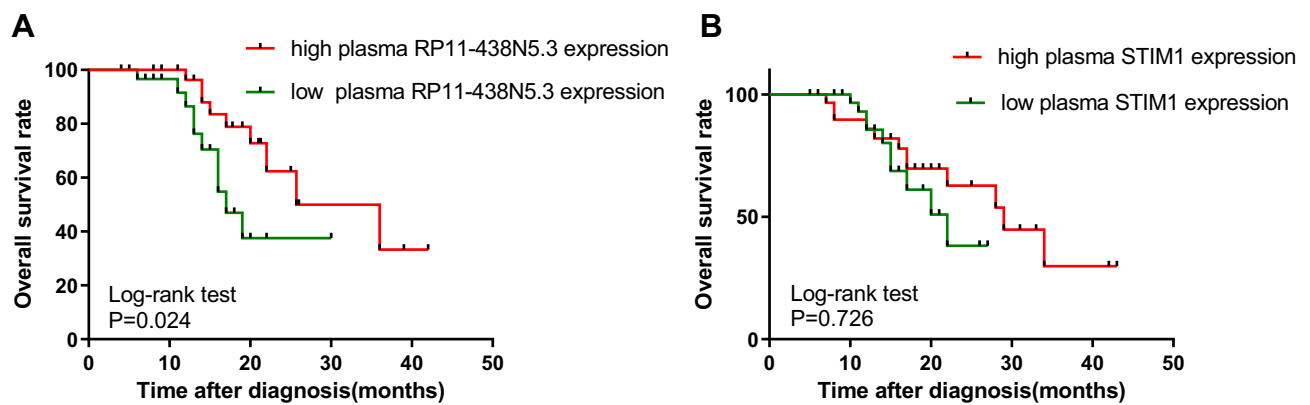 A
high plasma RP11-438N5.3 expression
low plasma RP11-438N5.3 expression
Overall survival rate
100
80
60
40
20
0
Log-rank test
P=0.024
0 10 20 30 40 50
Time after diagnosis(months)
B
high plasma STIM1 expression
low plasma STIM1 expression
Overall survival rate
100
50
0
Log-rank test
P=0.726
0 10 20 30 40 50
Time after diagnosis(months)